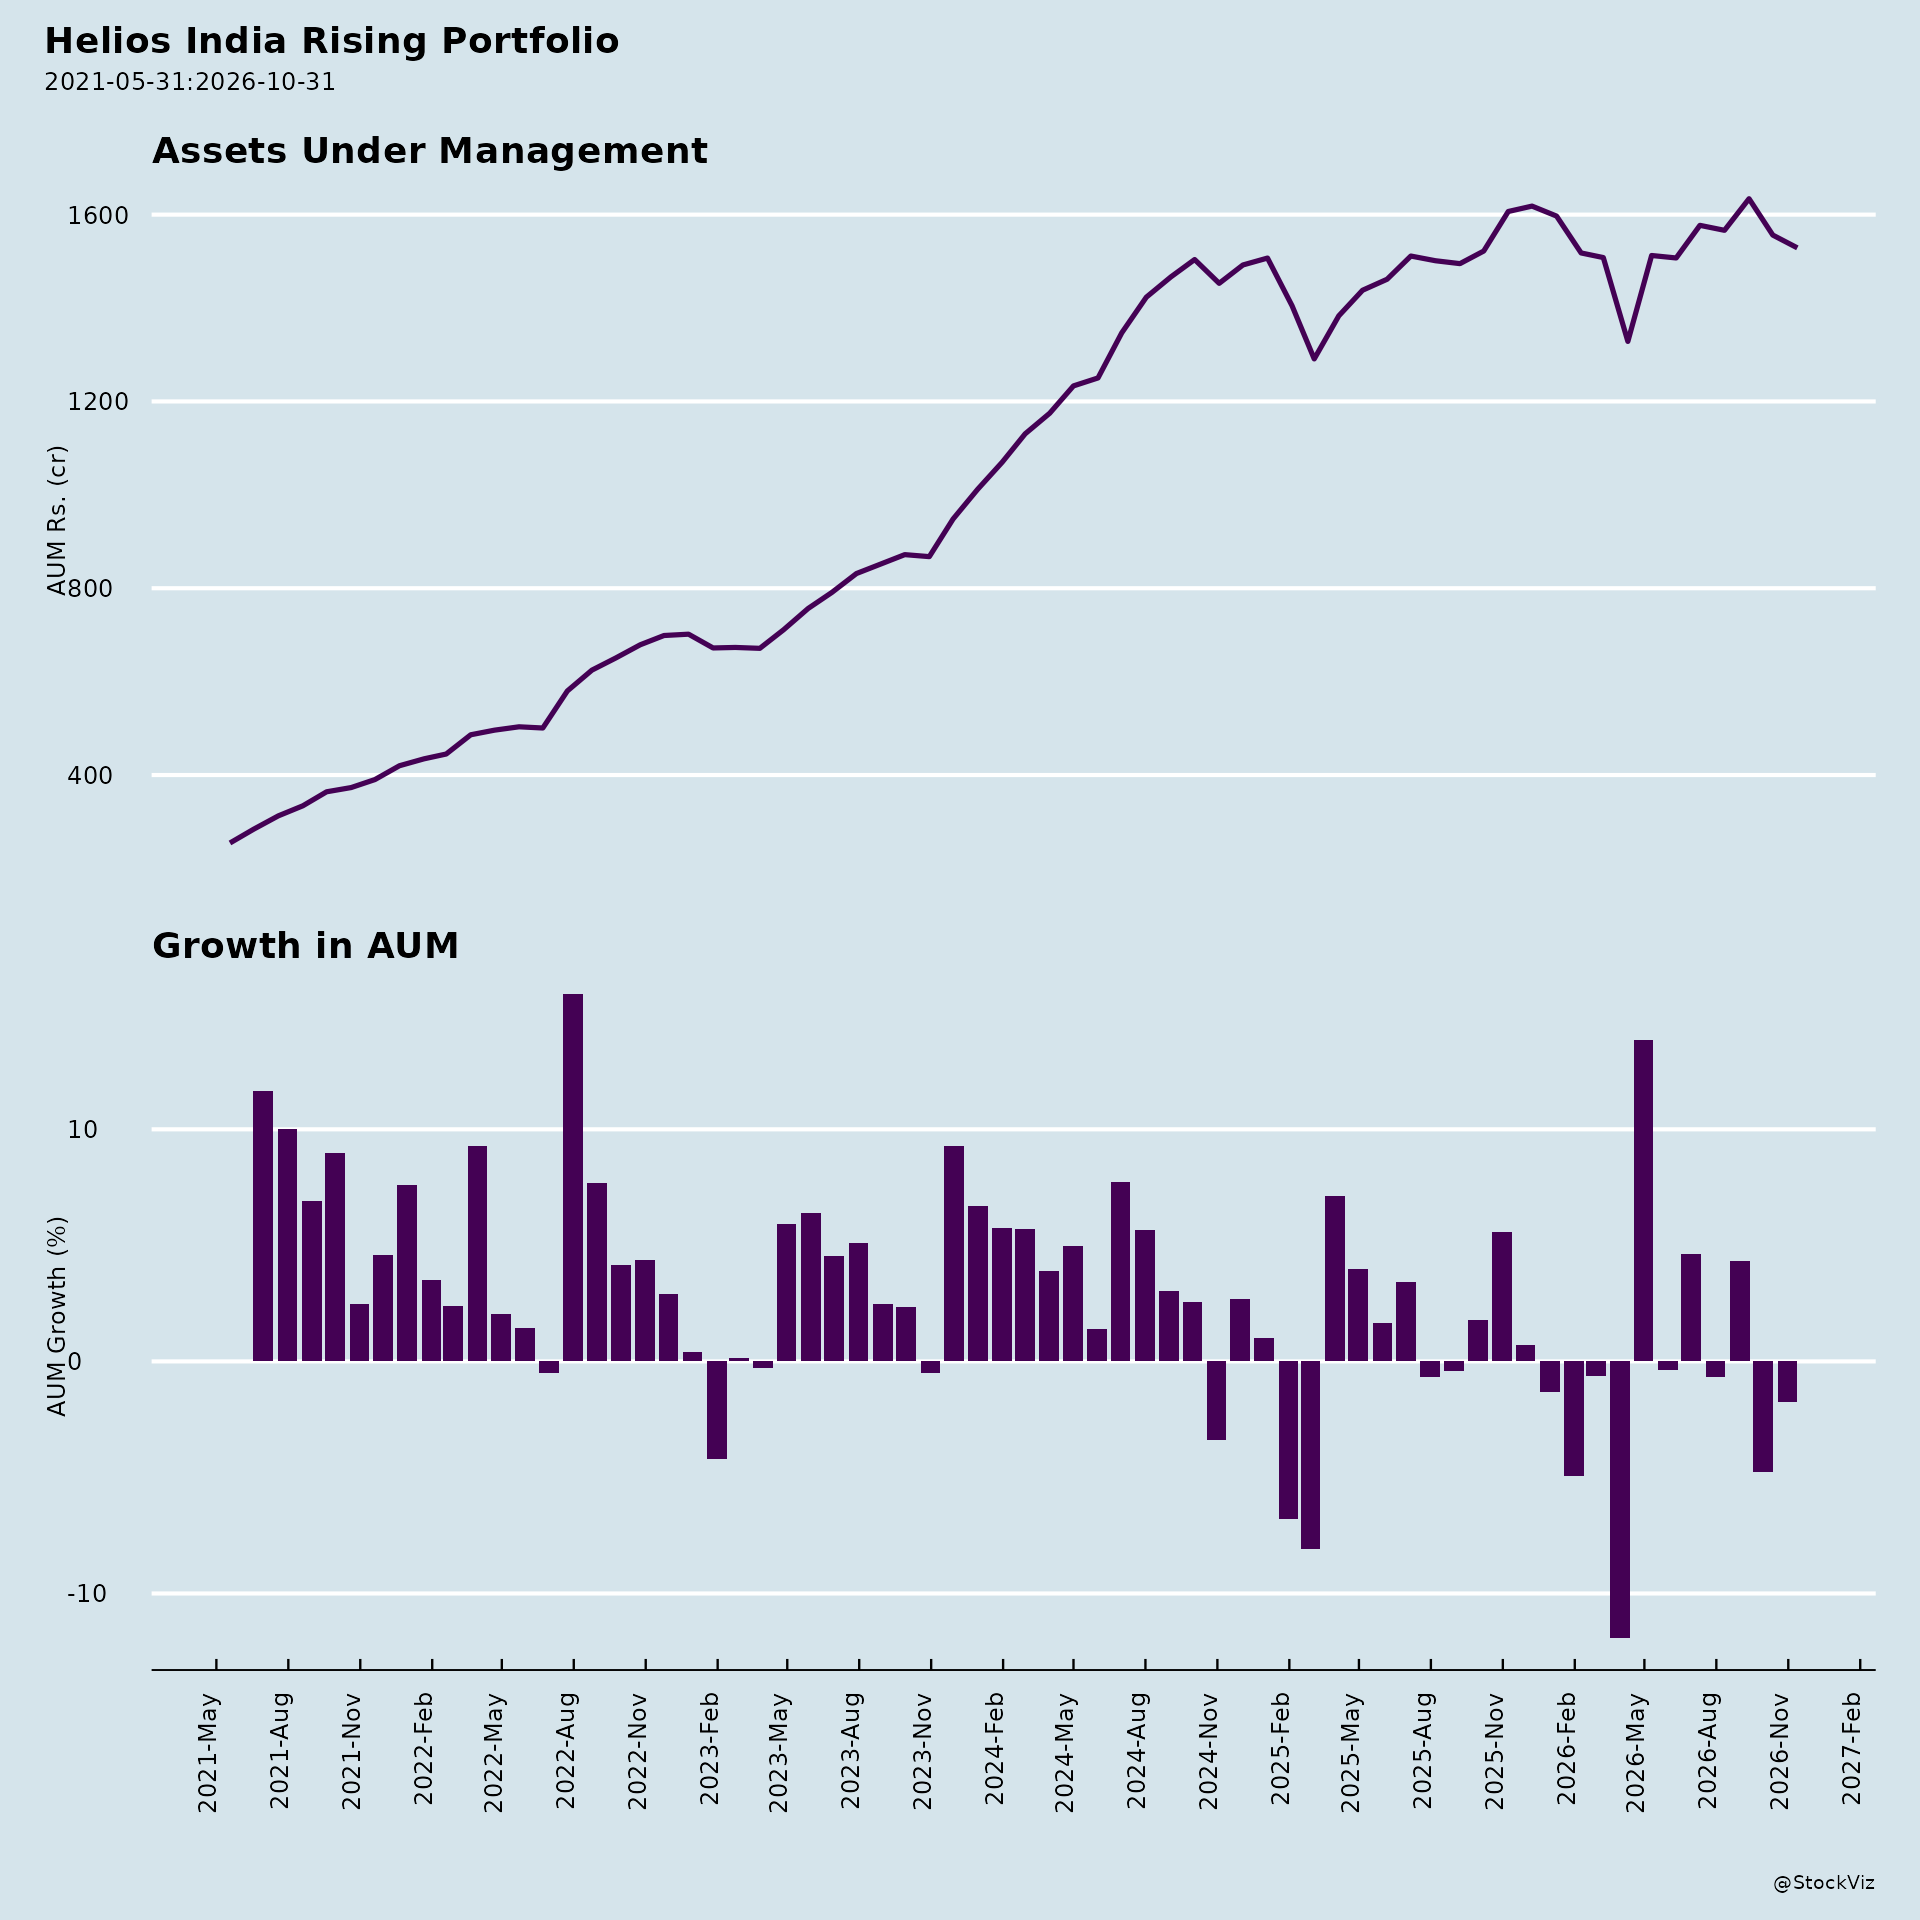 Helios India Rising Portfolio
2021-05-31:2026-10-31
Assets Under Management
1600
1200
800
400
AUM Rs. (cr)
Growth in AUM
10
0
-10
AUM Growth (%)
2021-May
2021-Aug
2021-Nov
2022-Feb
2022-May
2022-Aug
2022-Nov
2023-Feb
2023-May
2023-Aug
2023-Nov
2024-Feb
2024-May
2024-Aug
2024-Nov
2025-Feb
2025-May
2025-Aug
2025-Nov
2026-Feb
2026-May
2026-Aug
2026-Nov
2027-Feb
@StockViz